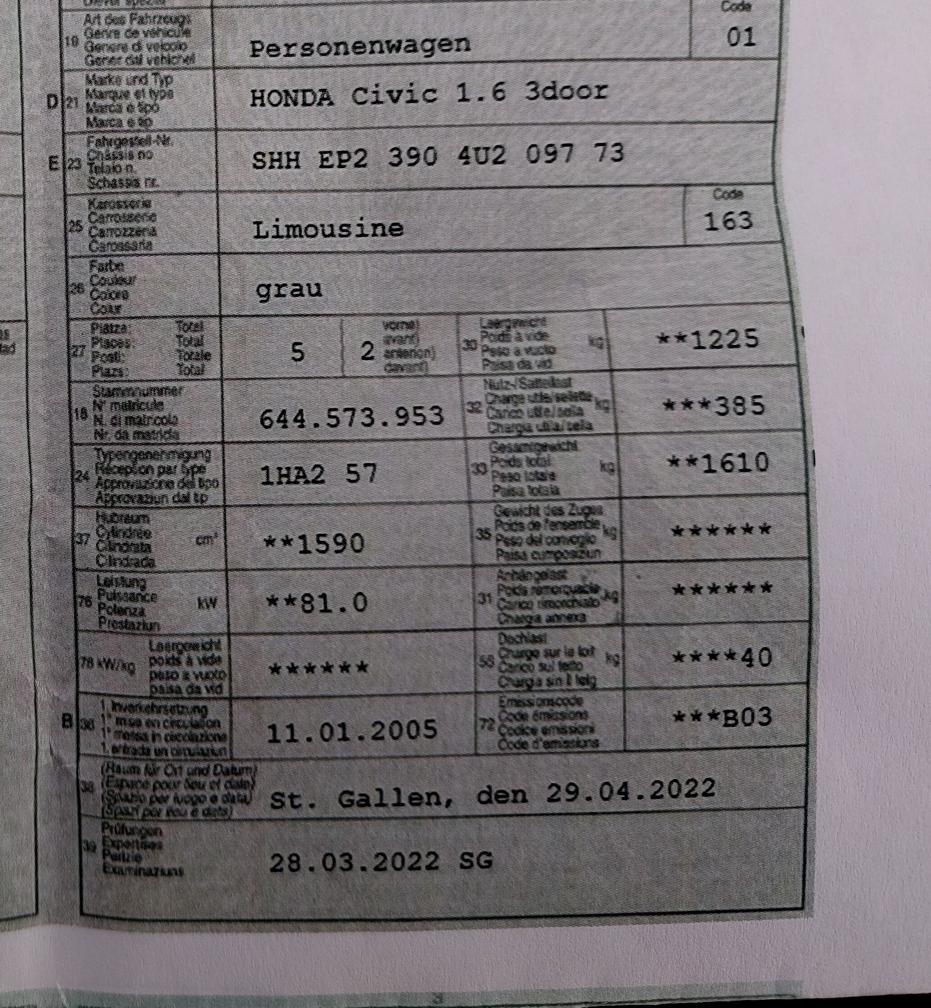 Code
19 Art des Fahrzeugs
Genre de véhicule
Genere di veicolo
Gener dal vehichel
Personenwagen
01
D 21 Marke und Typ
Marque et type
Marca e tipo
Marca e tip
HONDA Civic 1.6 3door
E 23 Fahrgestell-Nr.
Châssis no
Telaio n.
Schassis nr.
SHH EP2 390 4U2 097 73
25 Karosserie
Carrosserie
Carrozzeria
Carossaria
Limousine
Code
163
26 Farbe
Couleur
Colore
Colur
grau
27 Plätze: Total
Places: Total
Posti: Totale
Plazs: Total
5
2 vorne)
avant)
anteriori)
davant)
30 Leergewicht
Poids à vide
Peso a vuoto
Paisa da vid
kg
**1225
18 Stammnummer
N° matricule
N. di matricola
Nr. da matricla
644.573.953
32 Nutz-/Sattellast
Charge utile/sellette
Carico utile/sella
Chargia utila/sella
kg
***385
24 Typengenehmigung
Réception par type
Approvazione del tipo
Approvaziun dal tip
1HA2 57
33 Gesamtgewicht
Poids total
Peso totale
Paisa totala
kg
**1610
37 Hubraum
Cylindrée
Cilindrata
Cilindrada
cm³
**1590
35 Gewicht des Zuges
Poids de l'ensemble
Peso del convoglio
Paisa cumposiziun
kg
******
76 Leistung
Puissance
Potenza
Prestaziun
kW
**81.0
31 Anhängelast
Poids remorquable
Carico rimorchiato
Chargia annexa
kg
******
78 kW/kg Leergewicht
poids à vide
peso a vuoto
paisa da vid
******
55 Dachlast
Charge sur le toit
Carico sul tetto
Chargia sin il tetg
kg
****40
B 36 1. Inverkehrsetzung
1re mise en circulation
1a messa in circolazione
1. entrada en circulaziun
11.01.2005
72 Emissionscode
Code émissions
Codice emissioni
Code d'emissiuns
***B03
38 (Raum für Ort und Datum)
(Espace pour lieu et date)
(Spazio per luogo e data)
(Spazi per lieu e data)
St. Gallen, den 29.04.2022
39 Prüfungen
Expertises
Perizie
Examinaziuns
28.03.2022 SG
3